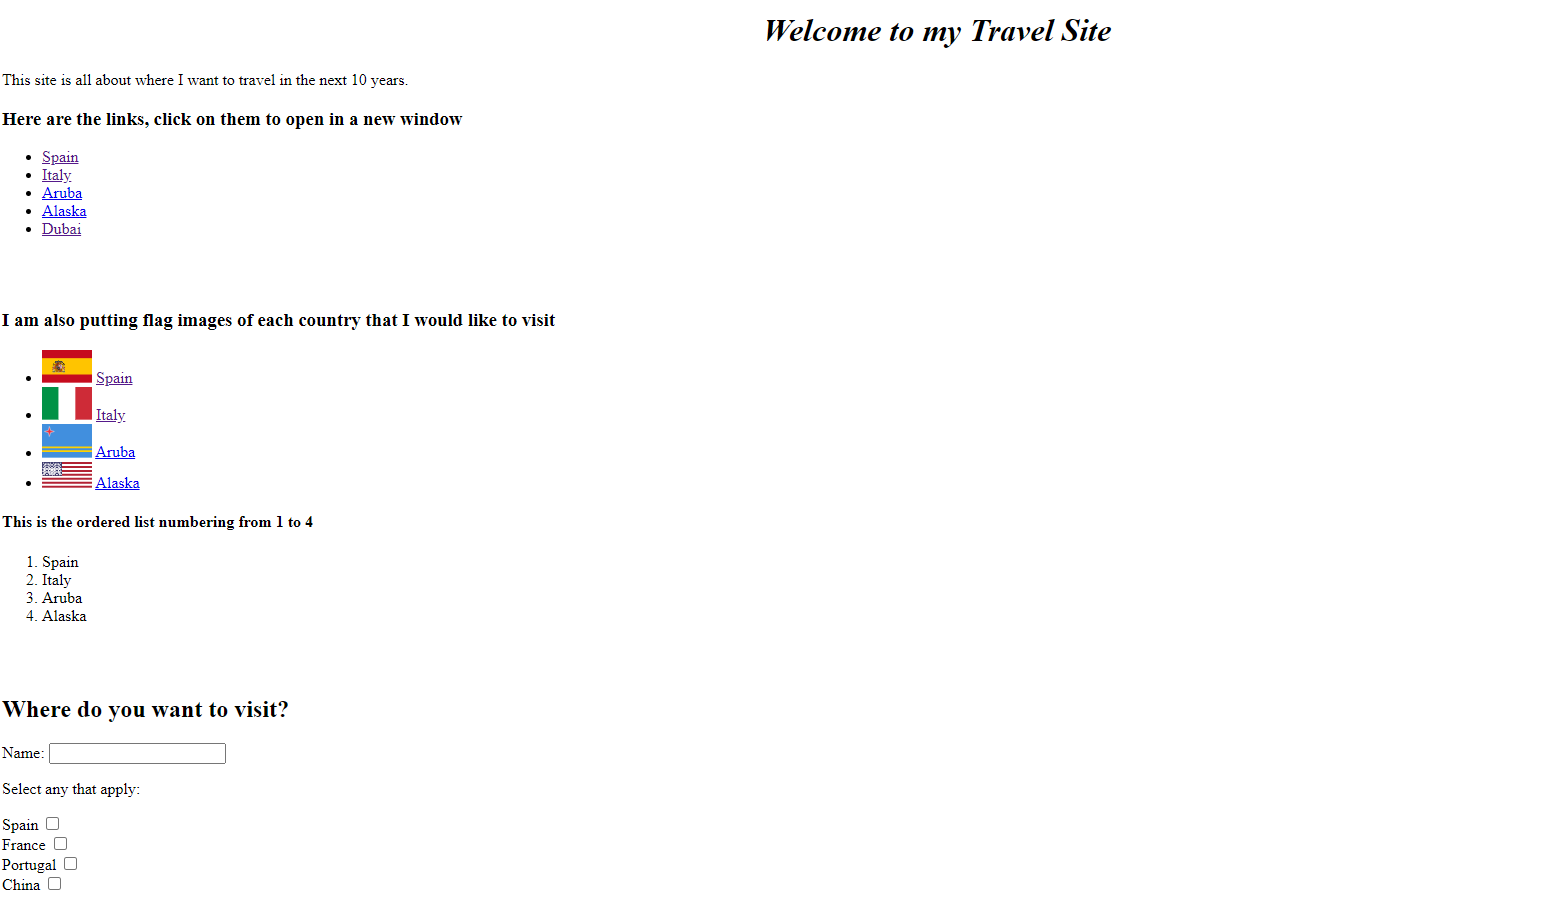 Welcome to my Travel Site
This site is all about where I want to travel in the next 10 years.
Here are the links, click on them to open in a new window
• Spain
• Italy
• Aruba
• Alaska
• Dubai
I am also putting flag images of each country that I would like to visit
• Spain
• Italy
• Aruba
• Alaska
This is the ordered list numbering from 1 to 4
1. Spain
2. Italy
3. Aruba
4. Alaska
Where do you want to visit?
Name:
Select any that apply:
Spain
France
Portugal
China